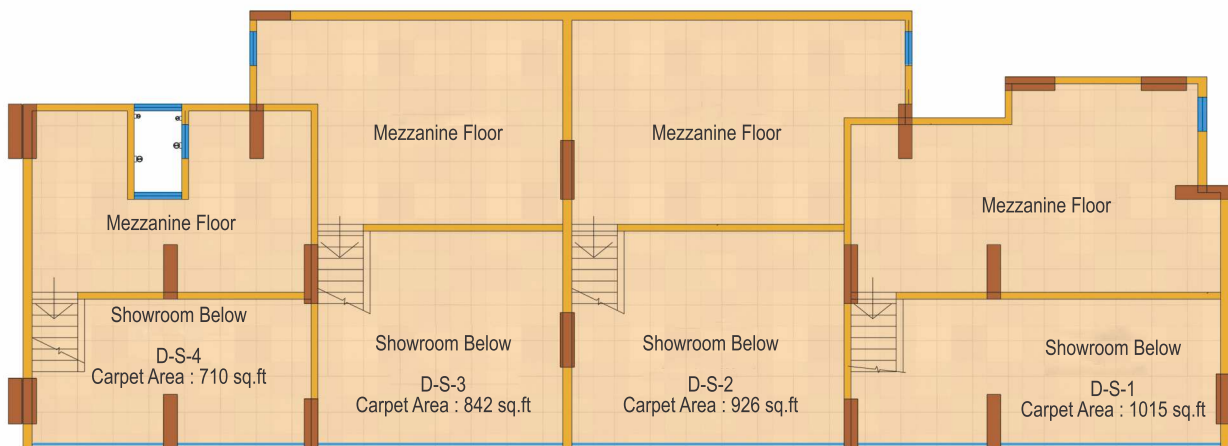 Mezzanine Floor
Mezzanine Floor
Mezzanine Floor
Mezzanine Floor
Showroom Below
D-S-4
Carpet Area : 710 sq.ft
Showroom Below
D-S-3
Carpet Area : 842 sq.ft
Showroom Below
D-S-2
Carpet Area : 926 sq.ft
Showroom Below
D-S-1
Carpet Area : 1015 sq.ft